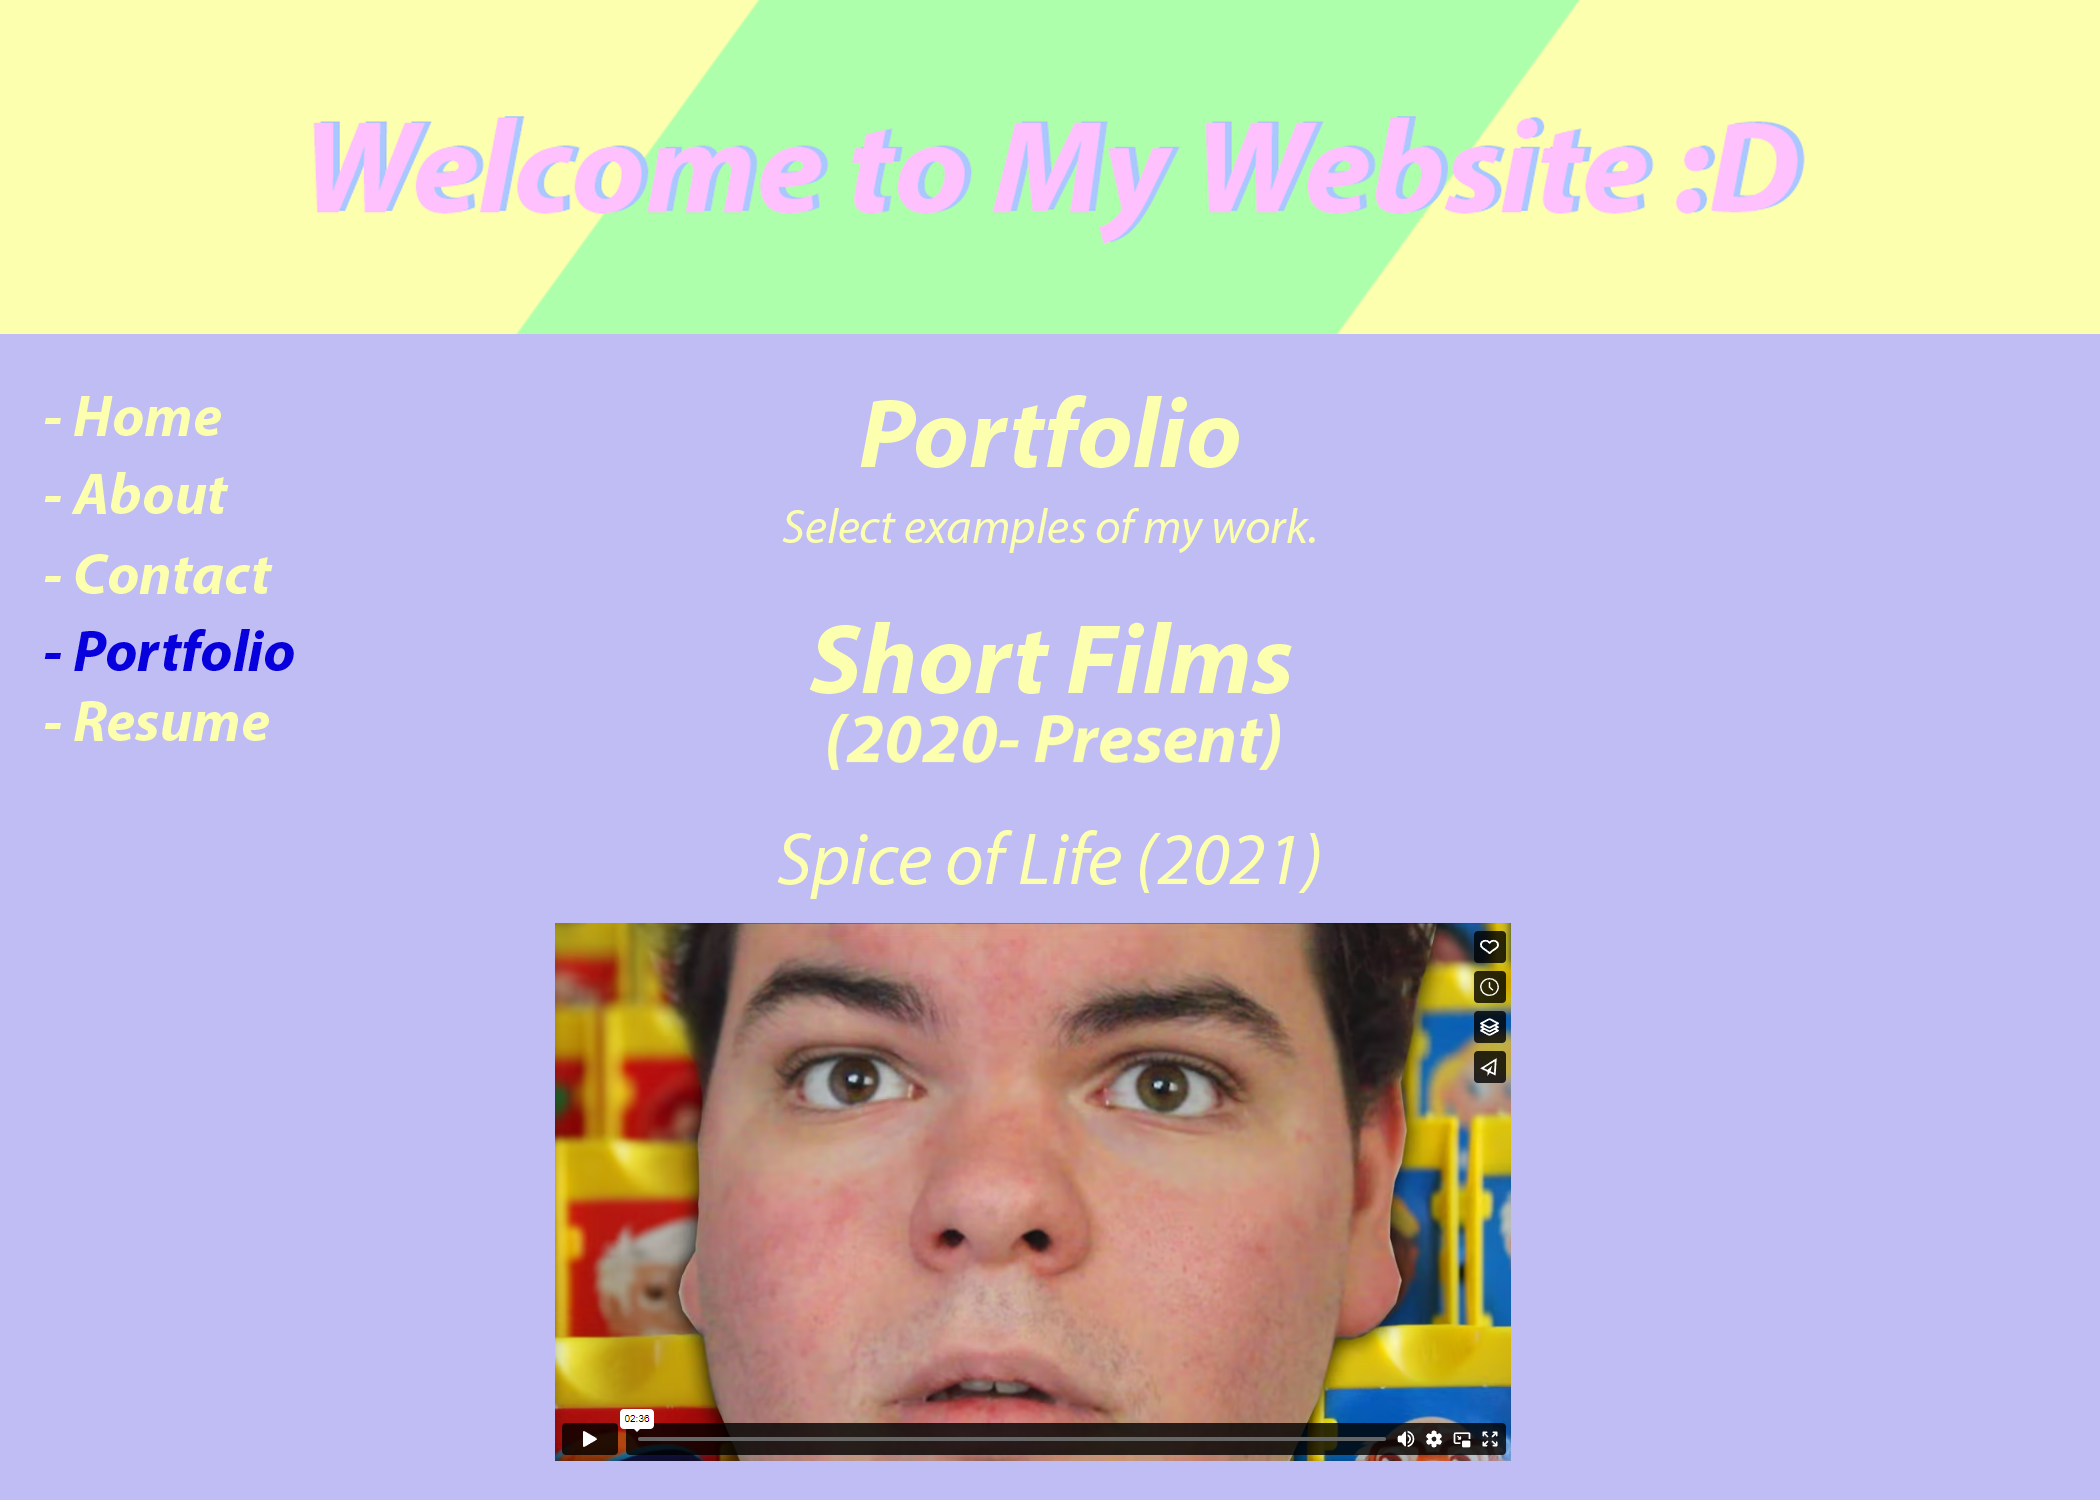 Welcome to My Website :D
- Home
- About
- Contact
- Portfolio
- Resume
Portfolio
Select examples of my work.
Short Films
(2020- Present)
Spice of Life (2021)
02:36